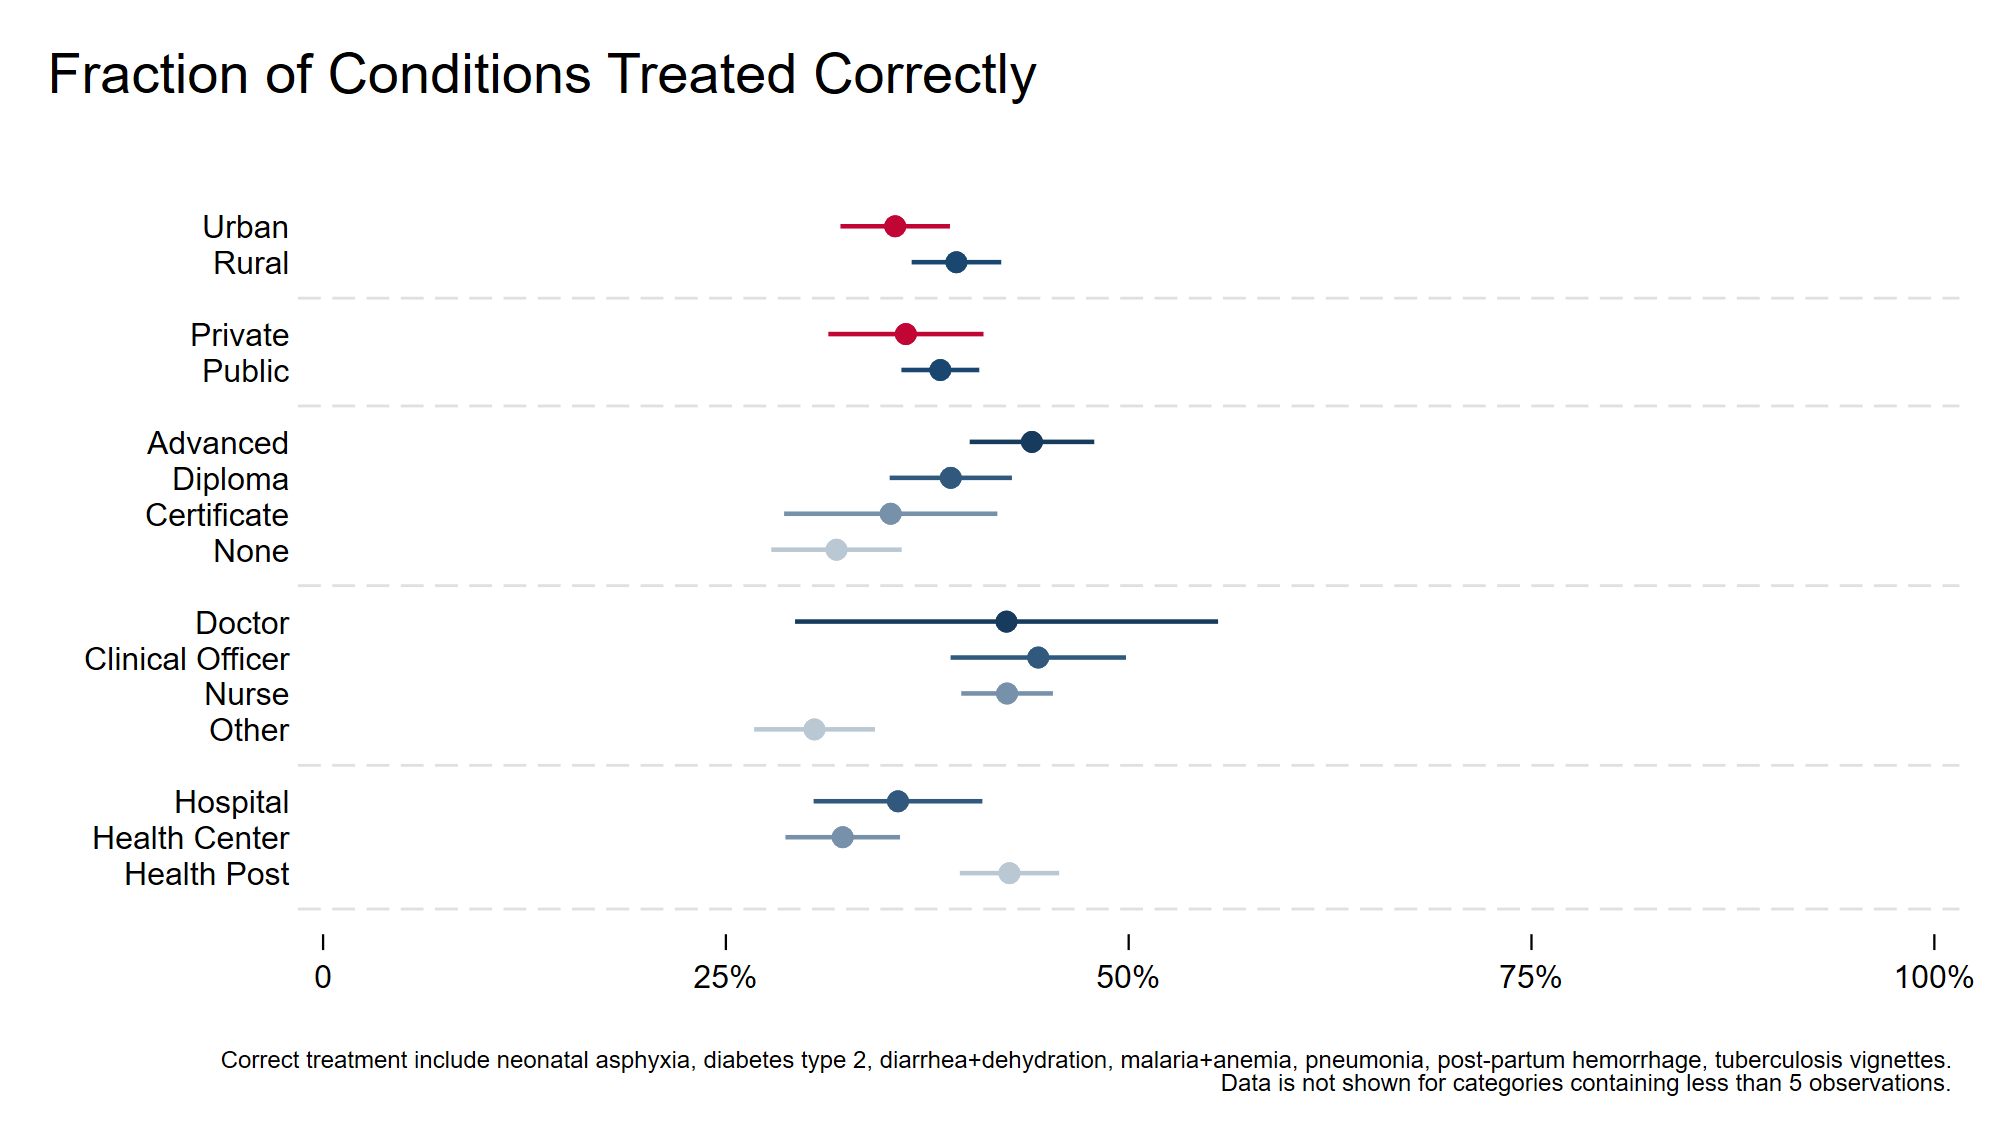 Fraction of Conditions Treated Correctly
Urban
Rural
Private
Public
Advanced
Diploma
Certificate
None
Doctor
Clinical Officer
Nurse
Other
Hospital
Health Center
Health Post
0 25% 50% 75% 100%
Correct treatment include neonatal asphyxia, diabetes type 2, diarrhea+dehydration, malaria+anemia, pneumonia, post-partum hemorrhage, tuberculosis vignettes.
Data is not shown for categories containing less than 5 observations.